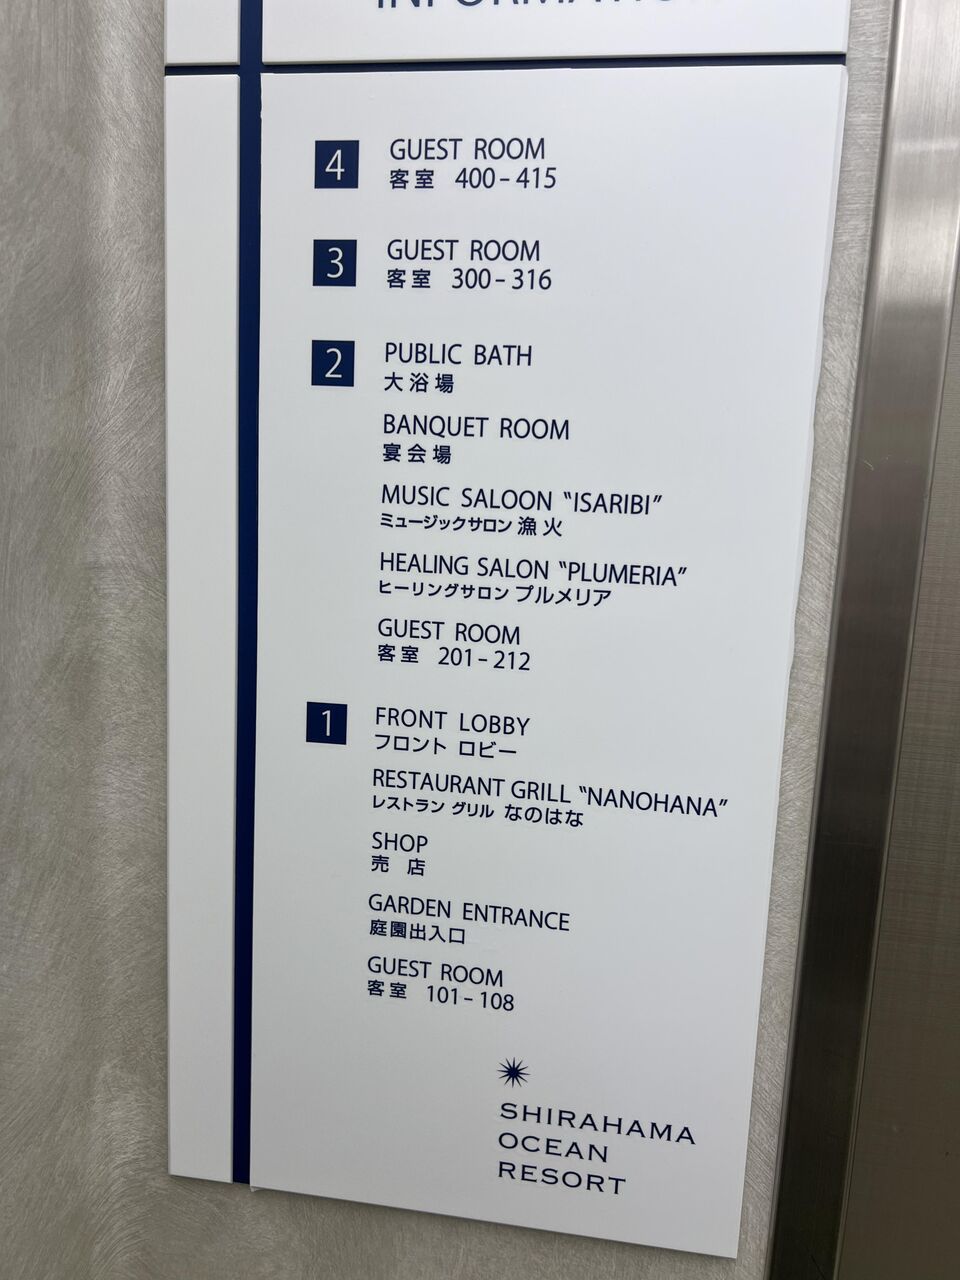 INFORMATION
4 GUEST ROOM
客室 400-415
3 GUEST ROOM
客室 300-316
2 PUBLIC BATH
大浴場
BANQUET ROOM
宴会場
MUSIC SALOON "ISARIBI"
ミュージックサロン 漁火
HEALING SALON "PLUMERIA"
ヒーリングサロン プルメリア
GUEST ROOM
客室 201-212
1 FRONT LOBBY
フロント ロビー
RESTAURANT GRILL "NANOHANA"
レストラン グリル なのはな
SHOP
売店
GARDEN ENTRANCE
庭園出入口
GUEST ROOM
客室 101-108
SHIRAHAMA
OCEAN
RESORT